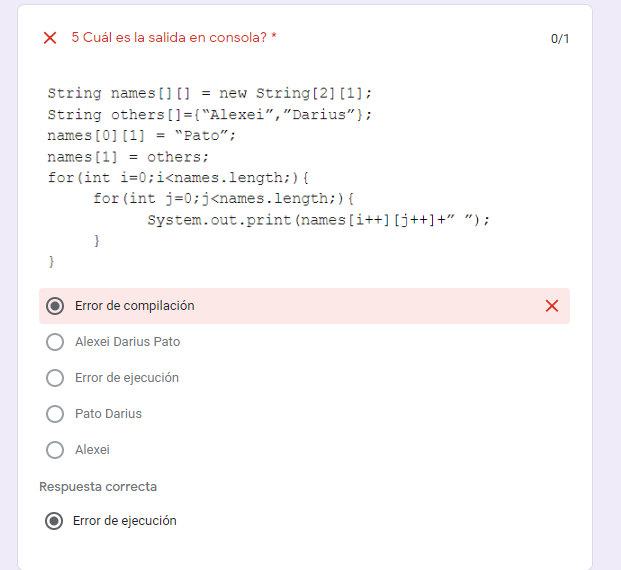 5 Cuál es la salida en consola? *
0/1
String names[][] = new String[2][1];
String others[]={“Alexei”,”Darius”};
names[0][1] = “Pato”;
names[1] = others;
for(int i=0;i<names.length;){
for(int j=0;j<names.length;){
System.out.print(names[i++][j++]+” ”);
}
}
Error de compilación
Alexei Darius Pato
Error de ejecución
Pato Darius
Alexei
Respuesta correcta
Error de ejecución